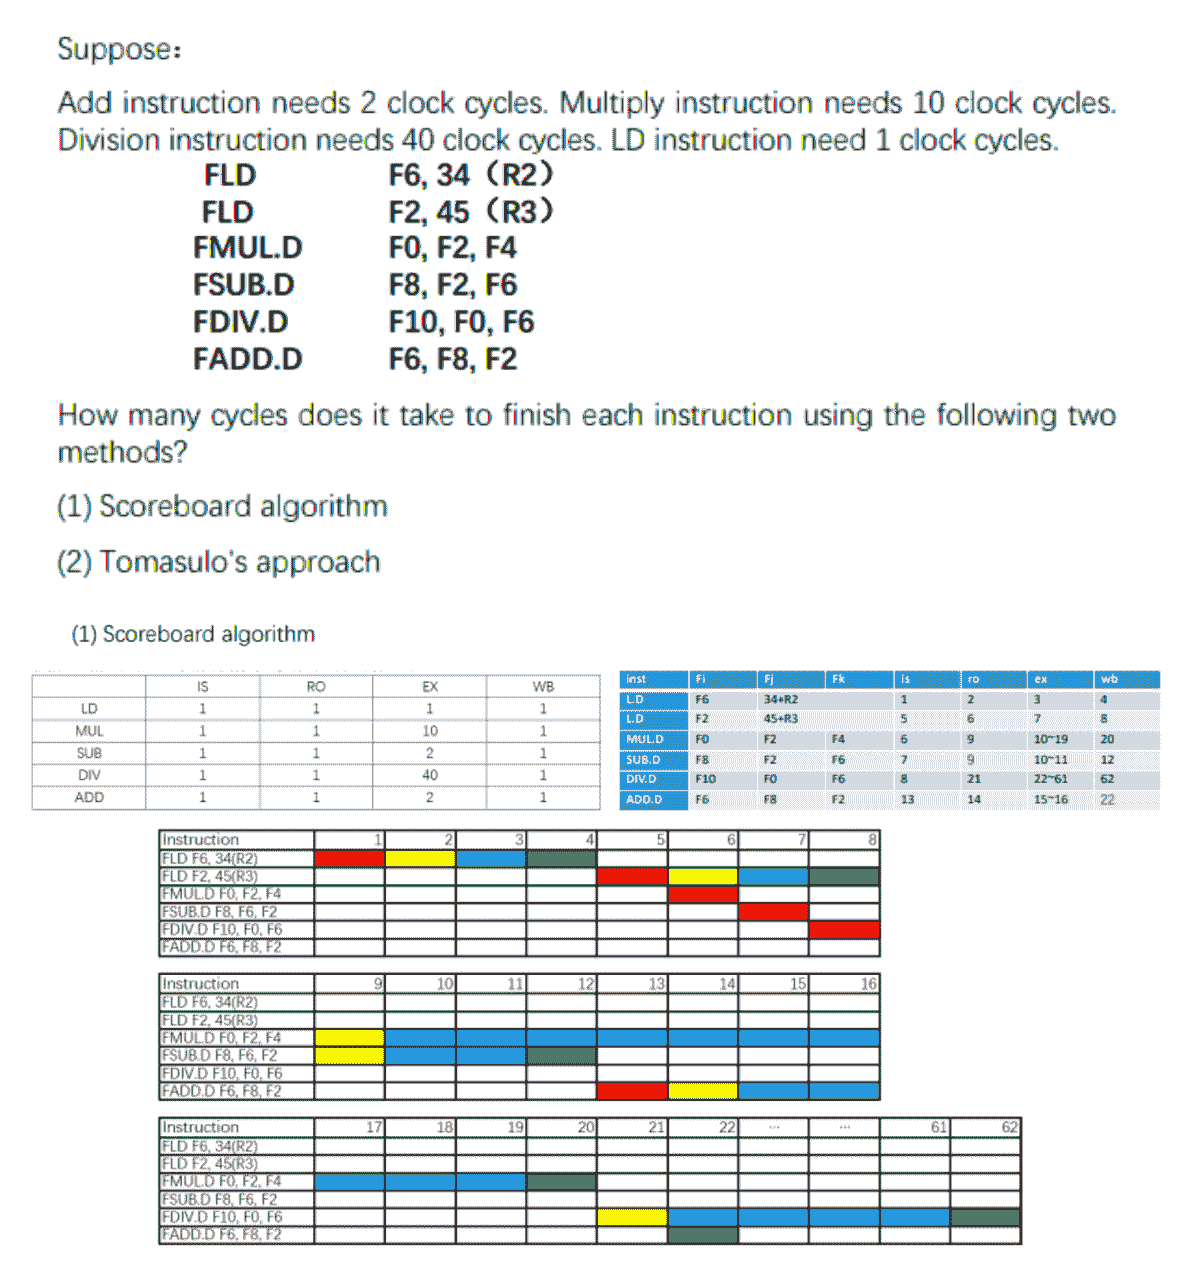 Suppose:
Add instruction needs 2 clock cycles. Multiply instruction needs 10 clock cycles.
Division instruction needs 40 clock cycles. LD instruction need 1 clock cycles.
FLD F6, 34（R2）
FLD F2, 45（R3）
FMUL.D F0, F2, F4
FSUB.D F8, F2, F6
FDIV.D F10, F0, F6
FADD.D F6, F8, F2
How many cycles does it take to finish each instruction using the following two
methods?
(1) Scoreboard algorithm
(2) Tomasulo's approach
(1) Scoreboard algorithm
IS RO EX WB
LD 1 1 1 1
MUL 1 1 10 1
SUB 1 1 2 1
DIV 1 1 40 1
ADD 1 1 2 1
inst Fi Fj Fk is ro ex wb
L.D F6 34+R2 1 2 3 4
L.D F2 45+R3 5 6 7 8
MUL.D F0 F2 F4 6 9 10~19 20
SUB.D F8 F2 F6 7 9 10~11 12
DIV.D F10 F0 F6 8 21 22~61 62
ADD.D F6 F8 F2 13 14 15~16 22
Instruction 1 2 3 4 5 6 7 8
FLD F6, 34(R2)
FLD F2, 45(R3)
FMUL.D F0, F2, F4
FSUB.D F8, F6, F2
FDIV.D F10, F0, F6
FADD.D F6, F8, F2
Instruction 9 10 11 12 13 14 15 16
FLD F6, 34(R2)
FLD F2, 45(R3)
FMUL.D F0, F2, F4
FSUB.D F8, F6, F2
FDIV.D F10, F0, F6
FADD.D F6, F8, F2
Instruction 17 18 19 20 21 22 ... ... 61 62
FLD F6, 34(R2)
FLD F2, 45(R3)
FMUL.D F0, F2, F4
FSUB.D F8, F6, F2
FDIV.D F10, F0, F6
FADD.D F6, F8, F2